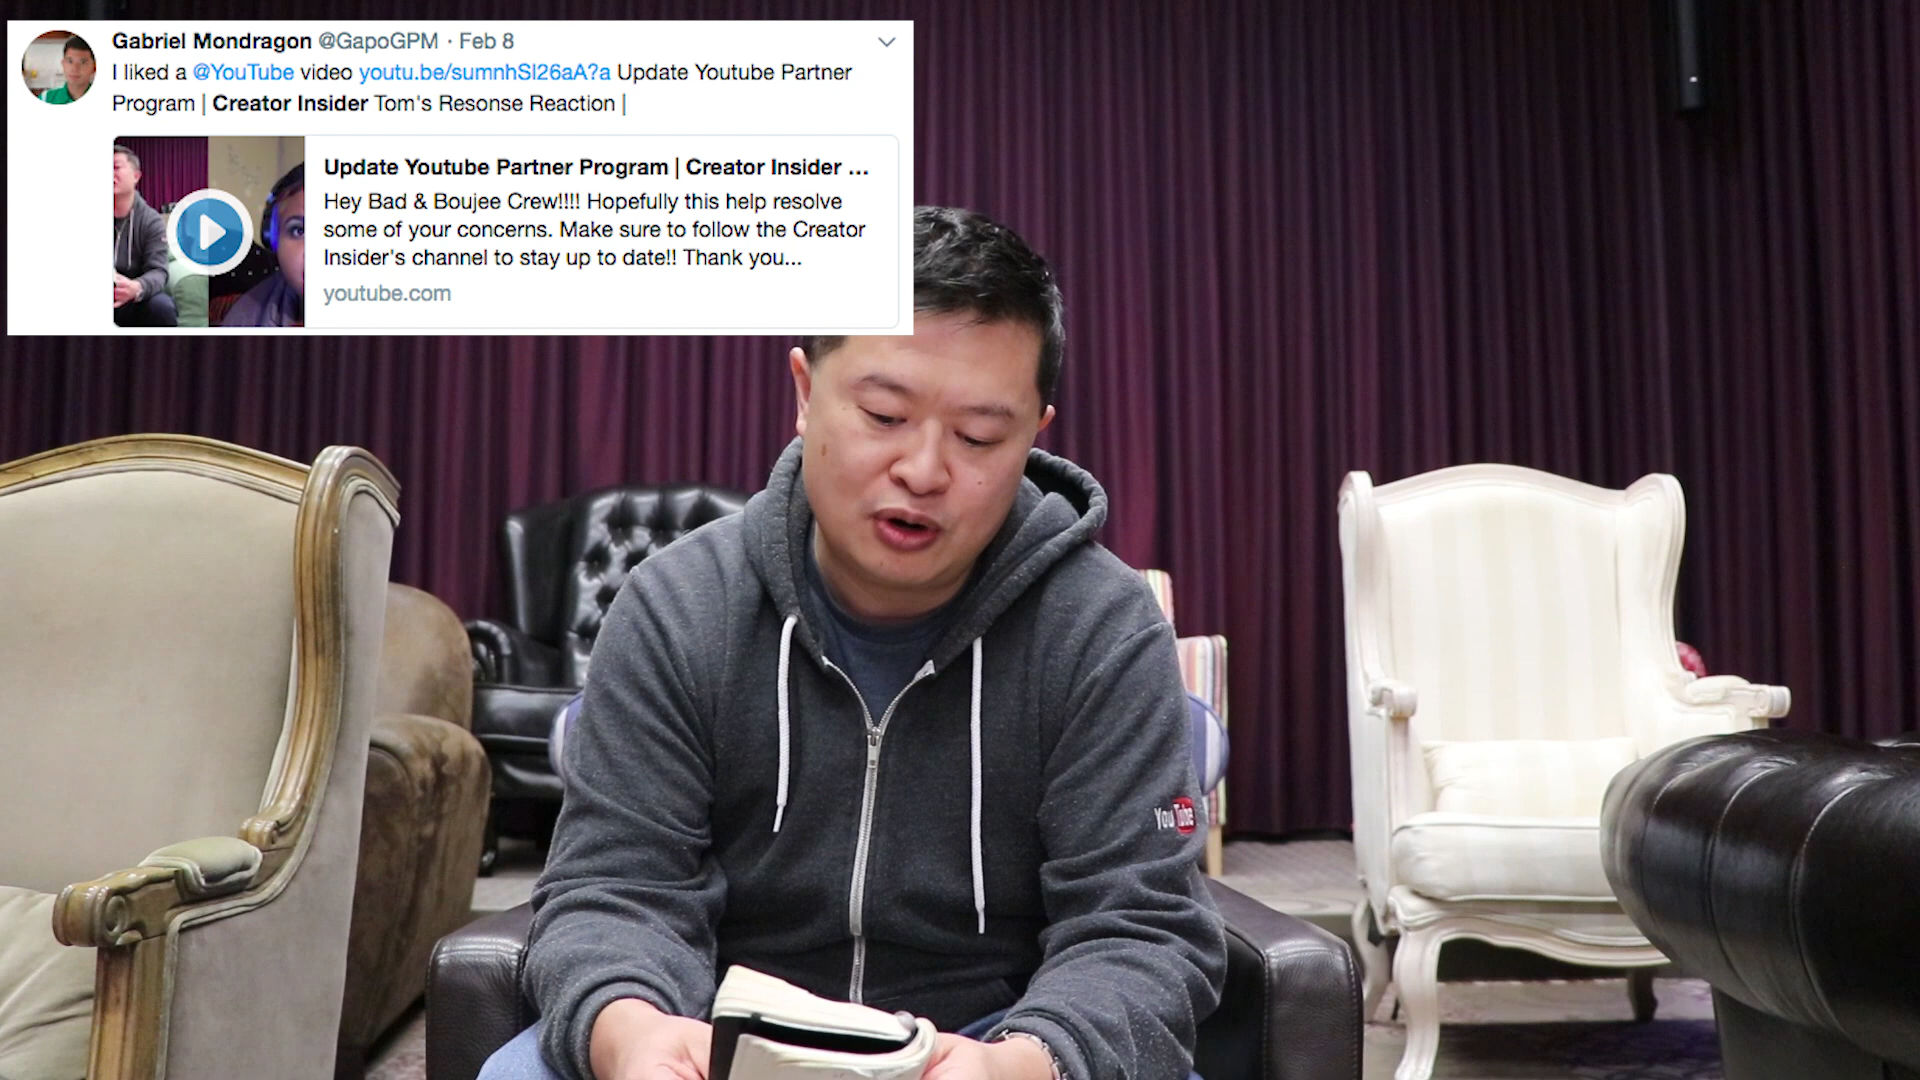 Gabriel Mondragon @GapoGPM · Feb 8
I liked a @YouTube video youtu.be/sumnhSI26aA?a Update Youtube Partner
Program | Creator Insider Tom's Resonse Reaction |
Update Youtube Partner Program | Creator Insider ...
Hey Bad & Boujee Crew!!!! Hopefully this help resolve
some of your concerns. Make sure to follow the Creator
Insider's channel to stay up to date!! Thank you...
youtube.com
YouTube